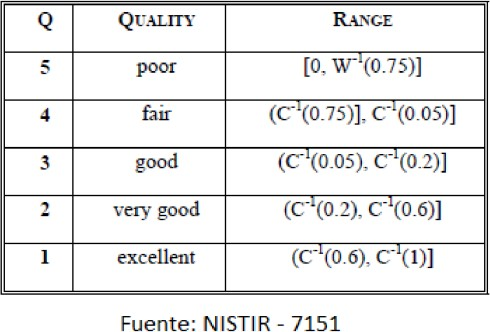 Q QUALITY RANGE
5 poor [0, W⁻¹(0.75)]
4 fair (C⁻¹(0.75)], C⁻¹(0.05)]
3 good (C⁻¹(0.05), C⁻¹(0.2)]
2 very good (C⁻¹(0.2), C⁻¹(0.6)]
1 excellent (C⁻¹(0.6), C⁻¹(1)]
Fuente: NISTIR - 7151